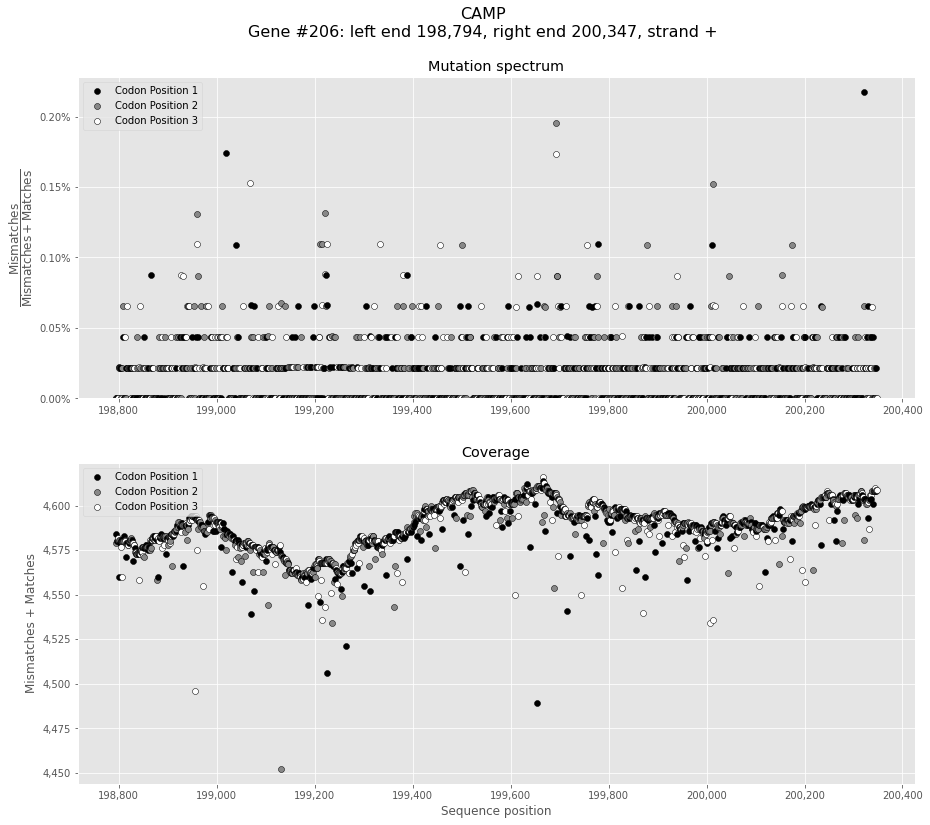 CAMP
Gene #206: left end 198,794, right end 200,347, strand +
Mutation spectrum
Codon Position 1
Codon Position 2
Codon Position 3
Mismatches
Mismatches + Matches
0.20%
0.15%
0.10%
0.05%
0.00%
198,800 199,000 199,200 199,400 199,600 199,800 200,000 200,200 200,400
Coverage
Codon Position 1
Codon Position 2
Codon Position 3
Mismatches + Matches
4,600
4,575
4,550
4,525
4,500
4,475
4,450
198,800 199,000 199,200 199,400 199,600 199,800 200,000 200,200 200,400
Sequence position